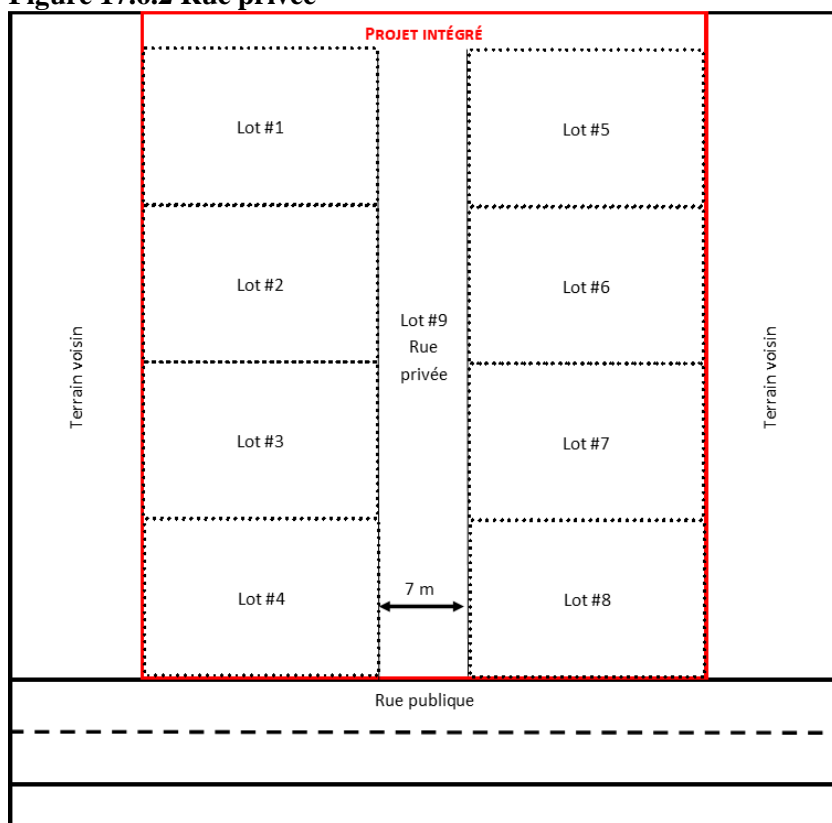 Figure 17.6.2 Rue privée
PROJET INTÉGRÉ
Lot #1
Lot #5
Lot #2
Lot #6
Lot #9
Rue
privée
Terrain voisin
Terrain voisin
Lot #3
Lot #7
7 m
Lot #4
Lot #8
Rue publique